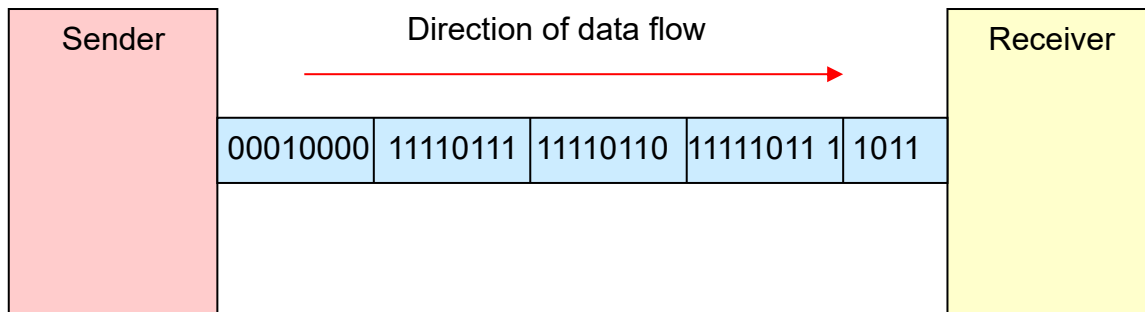 Sender
Direction of data flow
Receiver
00010000 11110111 11110110 11111011 1 1011